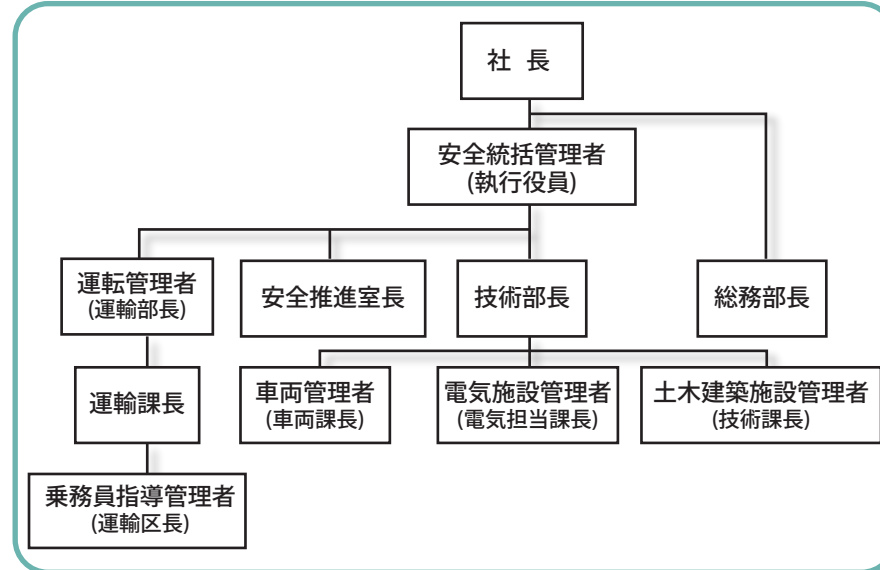 社 長
安全統括管理者
(執行役員)
運転管理者
(運輸部長)
安全推進室長
技術部長
総務部長
運輸課長
車両管理者
(車両課長)
電気施設管理者
(電気担当課長)
土木建築施設管理者
(技術課長)
乗務員指導管理者
(運輸区長)